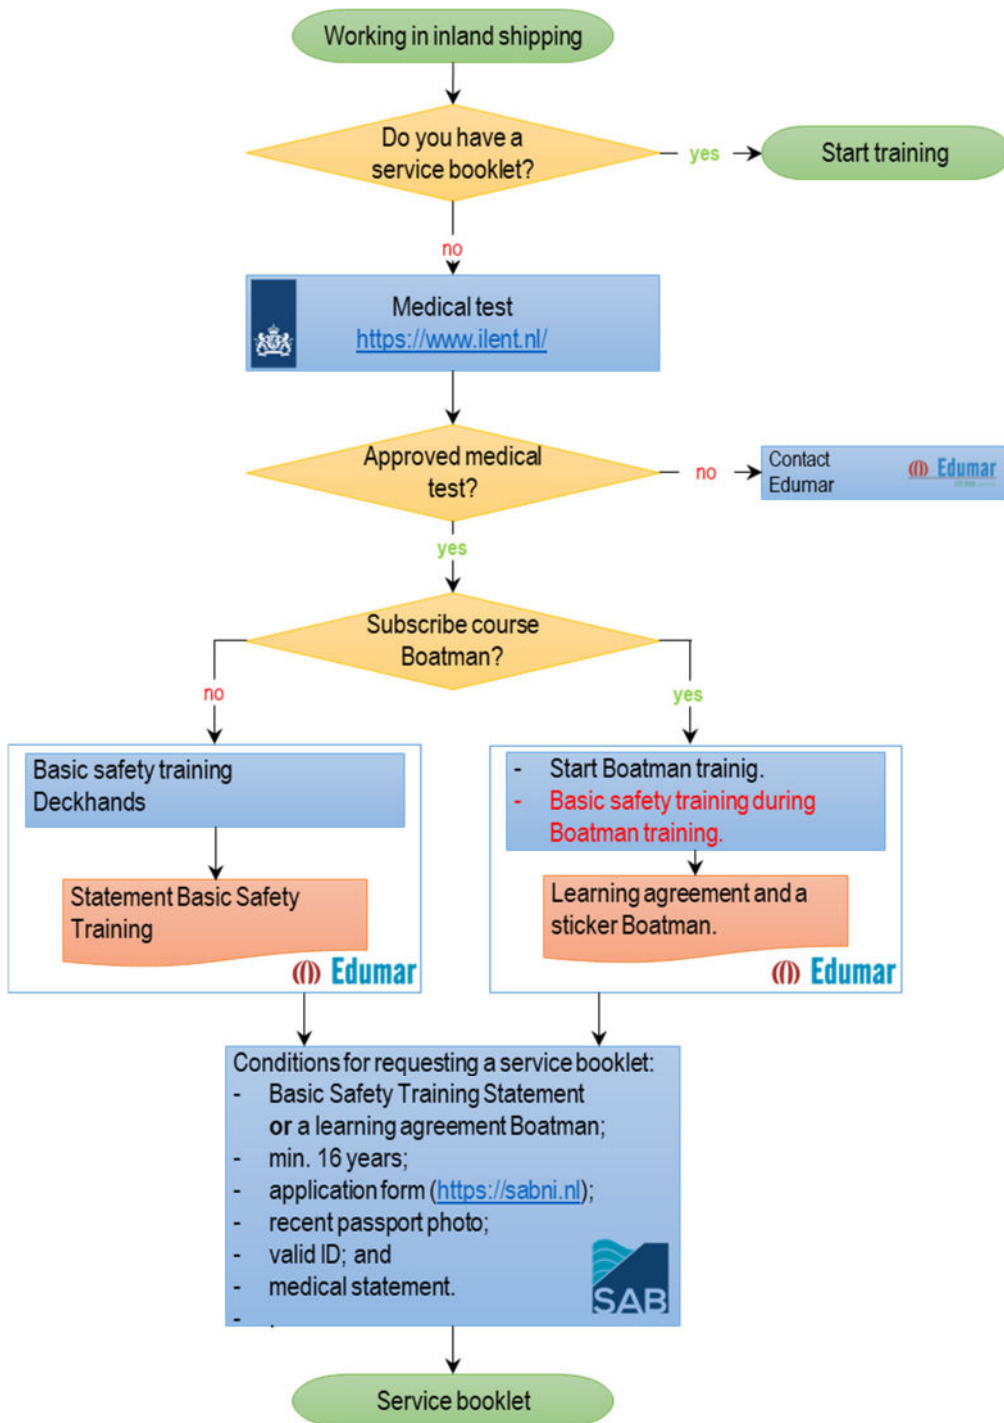 Working in inland shipping
Do you have a
service booklet?
yes
Start training
no
Medical test
https://www.ilent.nl/
Approved medical
test?
no
Contact
Edumar
Edumar
yes
Subscribe course
Boatman?
no
yes
Basic safety training
Deckhands
Statement Basic Safety
Training
Edumar
- Start Boatman trainig.
- Basic safety training during
Boatman training.
Learning agreement and a
sticker Boatman.
Edumar
Conditions for requesting a service booklet:
- Basic Safety Training Statement
or a learning agreement Boatman;
- min. 16 years;
- application form (https://sabni.nl);
- recent passport photo;
- valid ID; and
- medical statement.
- .
SAB
Service booklet